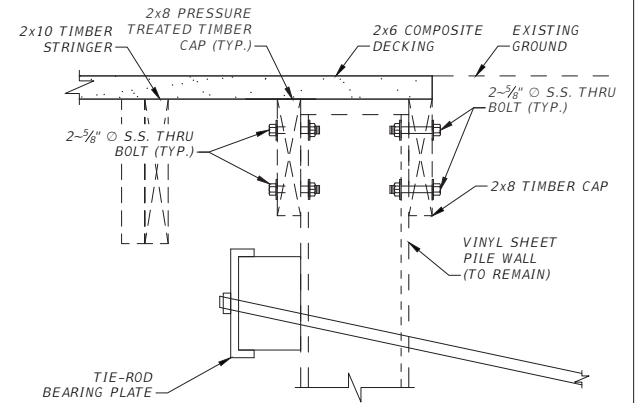 2x8 PRESSURE
TREATED TIMBER
CAP (TYP.)
2x10 TIMBER
STRINGER
2x6 COMPOSITE
DECKING
EXISTING
GROUND
2~⅝" Ø S.S. THRU
BOLT (TYP.)
2~⅝" Ø S.S. THRU
BOLT (TYP.)
2x8 TIMBER CAP
VINYL SHEET
PILE WALL
(TO REMAIN)
TIE-ROD
BEARING PLATE